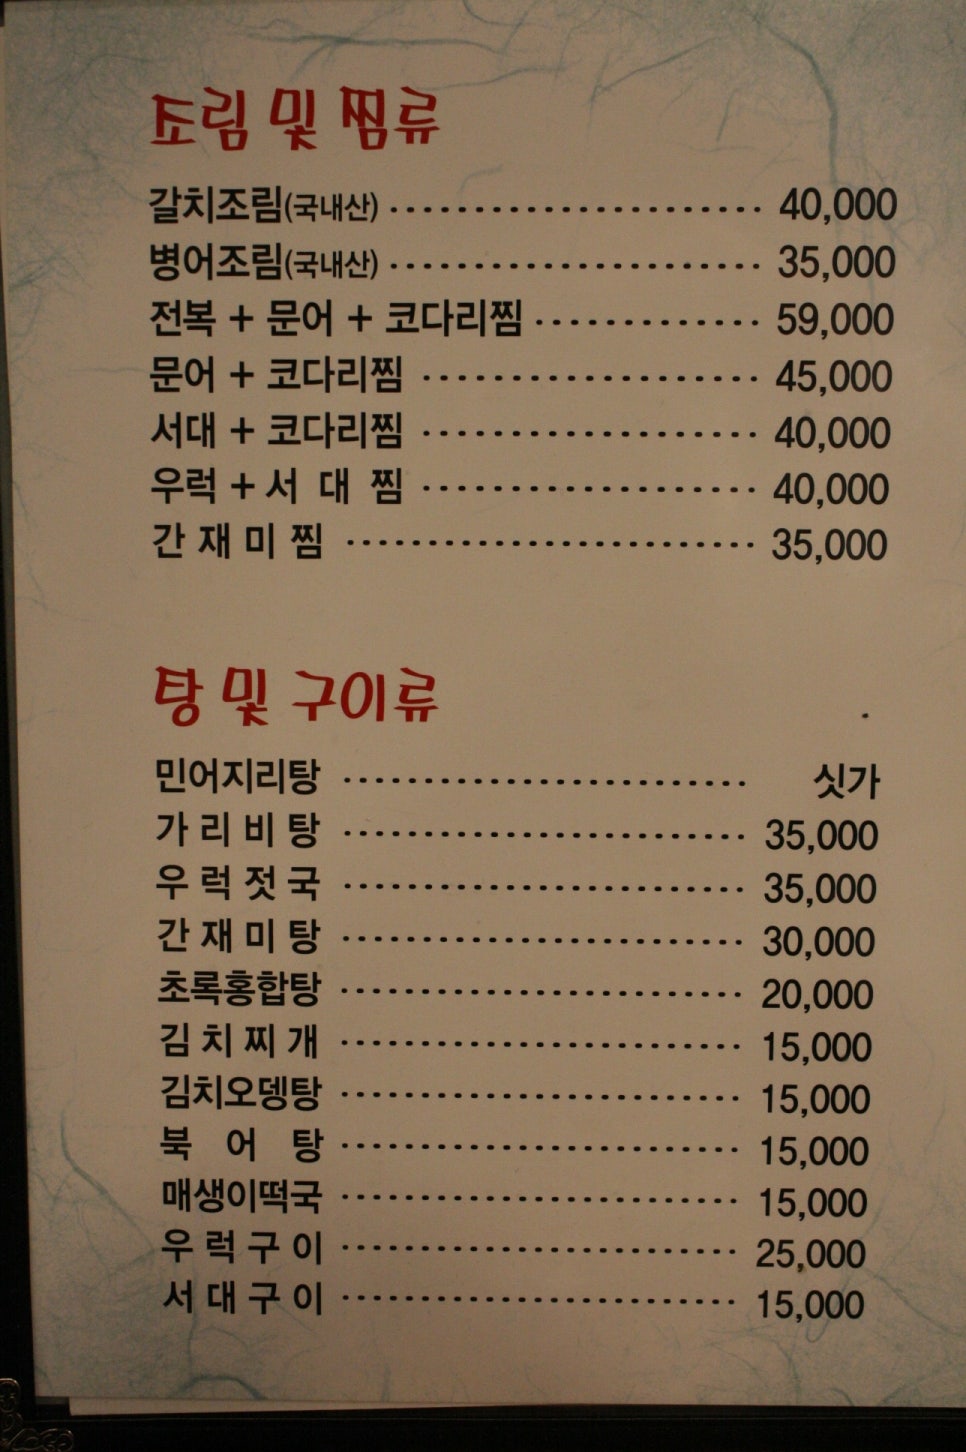 조림 및 찜류
갈치조림(국내산) ······················ 40,000
병어조림(국내산) ······················ 35,000
전복 + 문어 + 코다리찜 ·············· 59,000
문어 + 코다리찜 ···················· 45,000
서대 + 코다리찜 ···················· 40,000
우럭 + 서 대 찜 ···················· 40,000
간 재 미 찜 ························ 35,000
탕 및 구이류
민어지리탕 ························ 싯가
가 리 비 탕 ························ 35,000
우 럭 젓 국 ························ 35,000
간 재 미 탕 ························ 30,000
초록홍합탕 ························ 20,000
김 치 찌 개 ························ 15,000
김치오뎅탕 ························ 15,000
북 어 탕 ························ 15,000
매생이떡국 ························ 15,000
우 럭 구 이 ························ 25,000
서 대 구 이 ························ 15,000